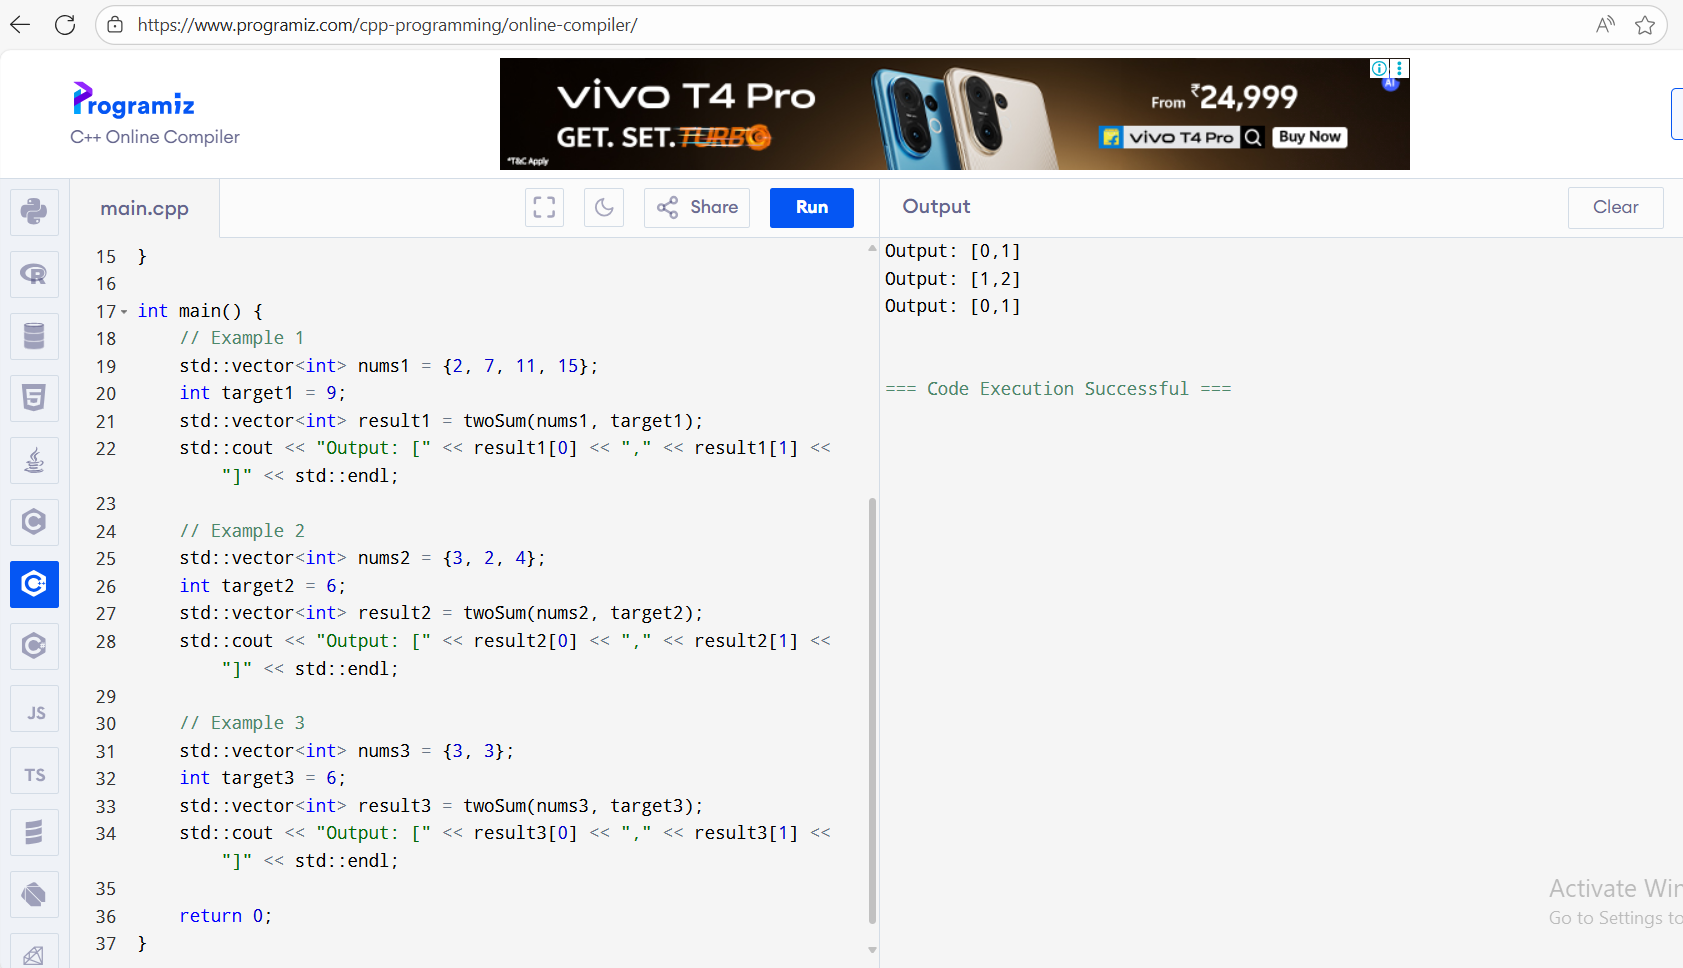 https://www.programiz.com/cpp-programming/online-compiler/
Programiz
C++ Online Compiler
vivo T4 Pro
GET. SET. TURBO
*T&C Apply
From ₹24,999
vivo T4 Pro
Buy Now
AI
main.cpp
Share
Run
Output
Clear
15 }
16
17 int main() {
18 // Example 1
19 std::vector<int> nums1 = {2, 7, 11, 15};
20 int target1 = 9;
21 std::vector<int> result1 = twoSum(nums1, target1);
22 std::cout << "Output: [" << result1[0] << "," << result1[1] <<
"]" << std::endl;
23
24 // Example 2
25 std::vector<int> nums2 = {3, 2, 4};
26 int target2 = 6;
27 std::vector<int> result2 = twoSum(nums2, target2);
28 std::cout << "Output: [" << result2[0] << "," << result2[1] <<
"]" << std::endl;
29
30 // Example 3
31 std::vector<int> nums3 = {3, 3};
32 int target3 = 6;
33 std::vector<int> result3 = twoSum(nums3, target3);
34 std::cout << "Output: [" << result3[0] << "," << result3[1] <<
"]" << std::endl;
35
36 return 0;
37 }
Output: [0,1]
Output: [1,2]
Output: [0,1]
=== Code Execution Successful ===
JS
TS
Activate Win
Go to Settings to